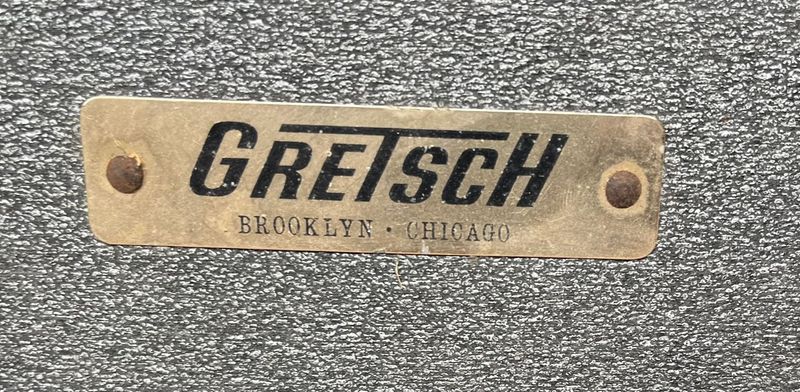 GRETSCH
BROOKLYN · CHICAGO